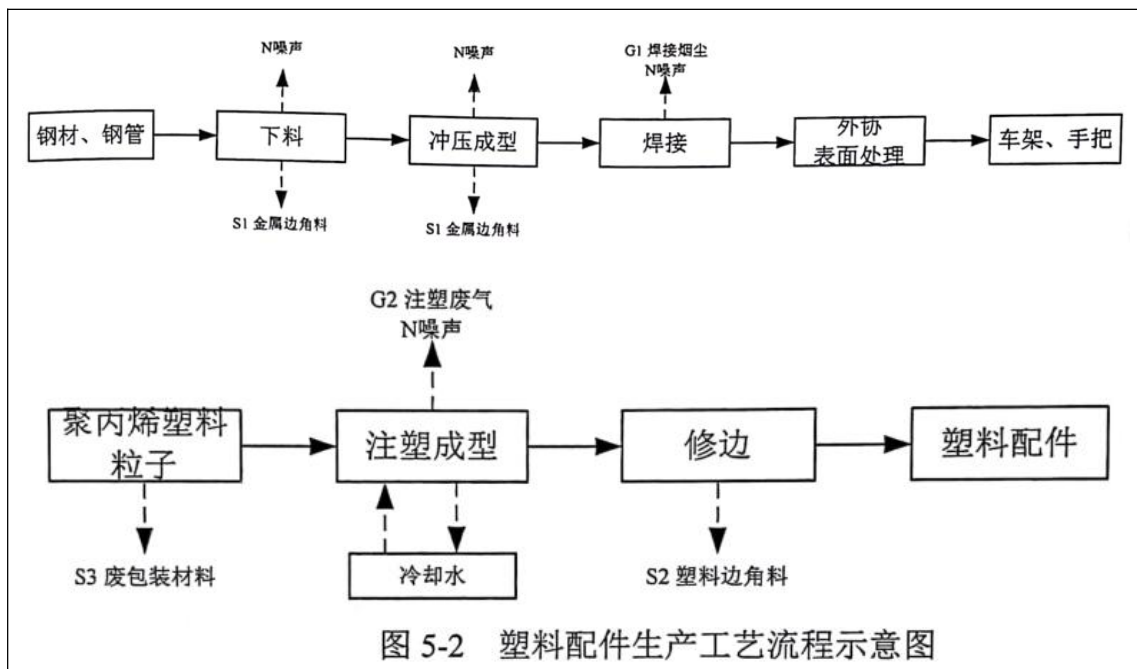 N噪声
N噪声
G1 焊接烟尘
N噪声
钢材、钢管
下料
冲压成型
焊接
外协
表面处理
车架、手把
S1 金属边角料
S1 金属边角料
G2 注塑废气
N噪声
聚丙烯塑料
粒子
注塑成型
修边
塑料配件
S3 废包装材料
冷却水
S2 塑料边角料
图 5-2 塑料配件生产工艺流程示意图